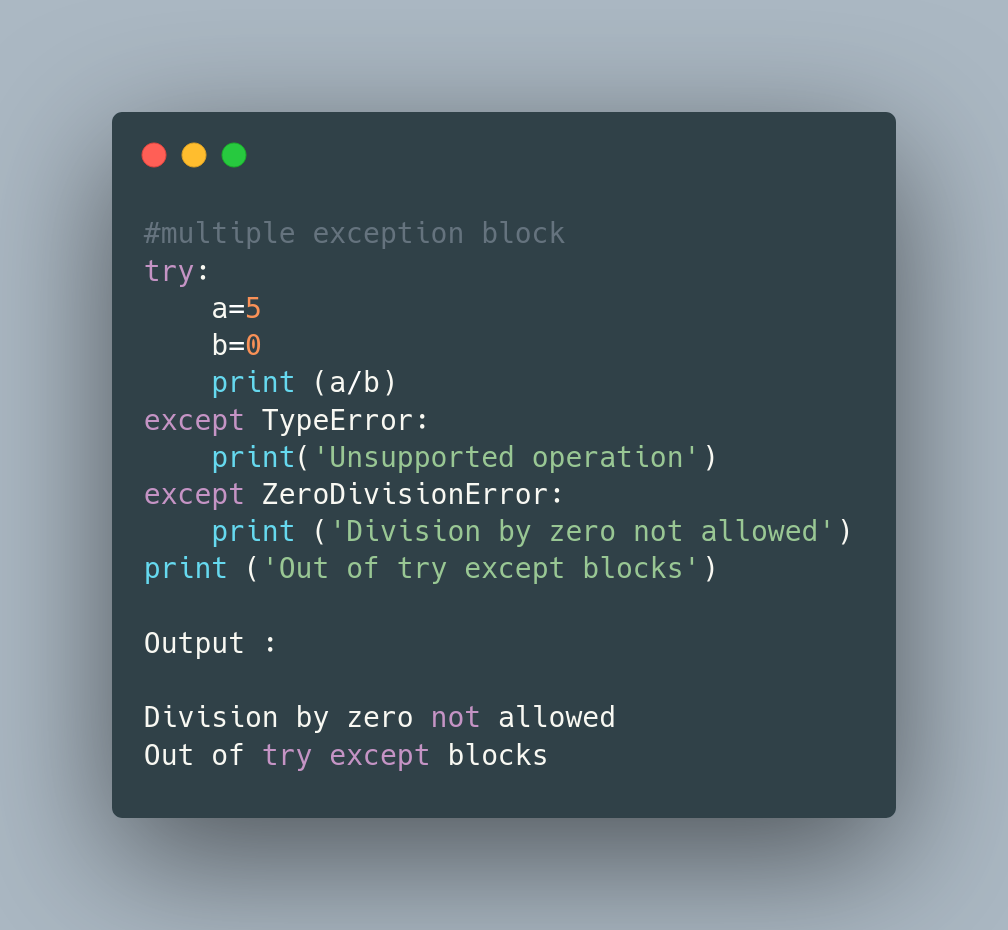 #multiple exception block
try:
    a=5
    b=0
    print (a/b)
except TypeError:
    print('Unsupported operation')
except ZeroDivisionError:
    print ('Division by zero not allowed')
print ('Out of try except blocks')

Output :

Division by zero not allowed
Out of try except blocks